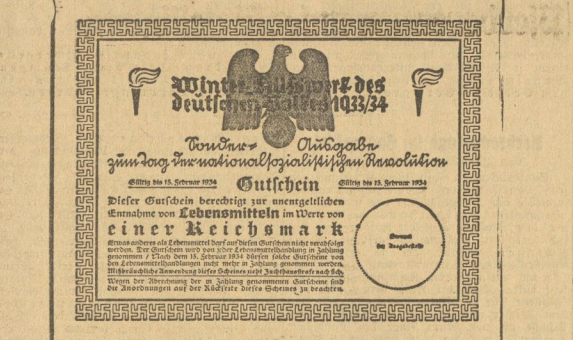 Winter-Hilfswerk des
deutschen Volkes 1933/34
Sonder-Ausgabe
zum Tag der nationalsozialistischen Revolution
Gültig bis 15. Februar 1934 Gutschein Gültig bis 15. Februar 1934
Dieser Gutschein berechtigt zur unentgeltlichen
Entnahme von Lebensmitteln im Werte von
einer Reichsmark
Etwas anderes als Lebensmittel darf auf diesen Gutschein nicht verabfolgt
werden. Der Gutschein wird von jeder Lebensmittelhandlung in Zahlung
genommen / Nach dem 15. Februar 1934 dürfen solche Gutscheine von
den Lebensmittelhandlungen nicht mehr in Zahlung genommen werden.
Mißbräuchliche Anwendung dieses Scheines zieht Zuchthausstrafe nach sich.
Wegen der Abrechnung der in Zahlung genommenen Gutscheine sind
die Anordnungen auf der Rückseite dieses Scheines zu beachten.
der Ausgabestelle